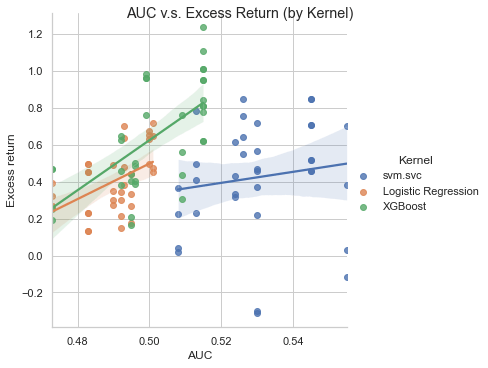 AUC v.s. Excess Return (by Kernel)
1.2
1.0
0.8
0.6
0.4
0.2
0.0
−0.2
Excess return
0.48
0.50
0.52
0.54
AUC
Kernel
svm.svc
Logistic Regression
XGBoost